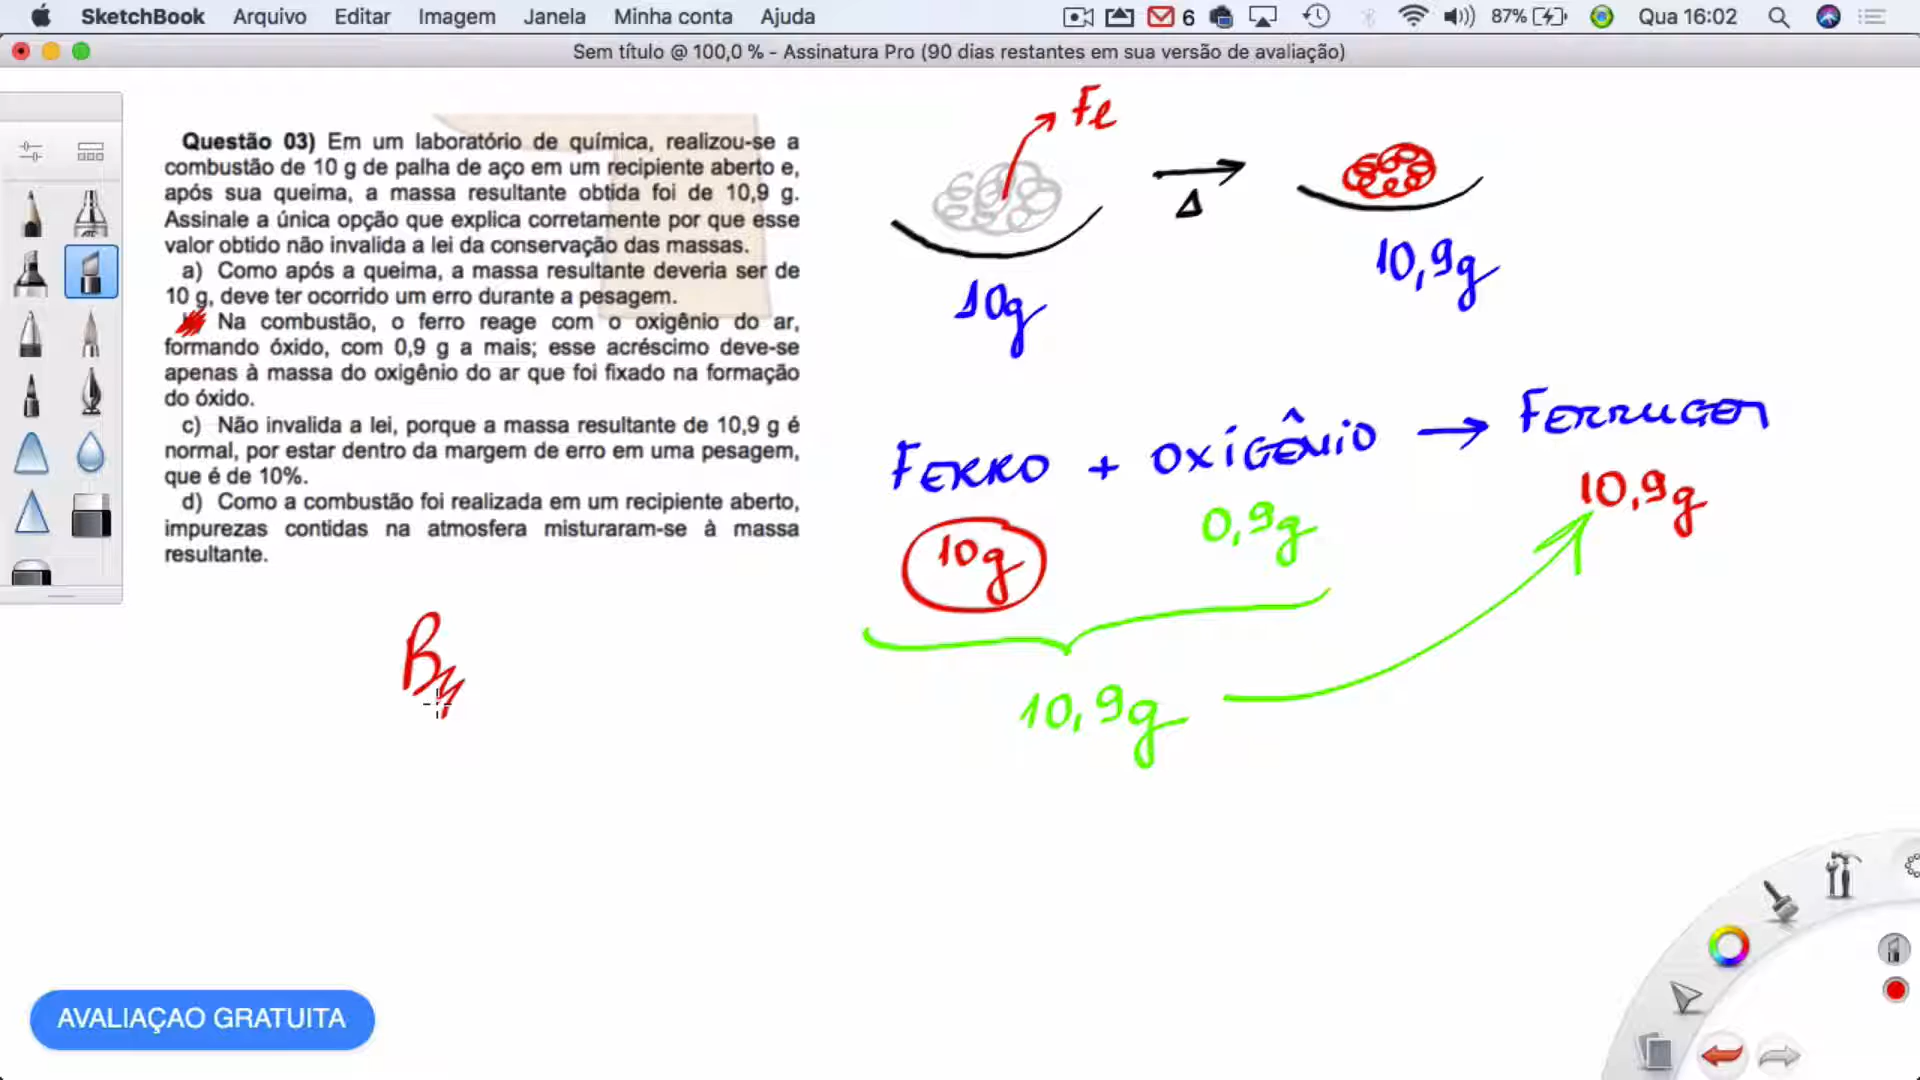 SketchBook Arquivo Editar Imagem Janela Minha conta Ajuda 6 87% Qua 16:02
Sem título @ 100,0 % - Assinatura Pro (90 dias restantes em sua versão de avaliação)
Questão 03) Em um laboratório de química, realizou-se a
combustão de 10 g de palha de aço em um recipiente aberto e,
após sua queima, a massa resultante obtida foi de 10,9 g.
Assinale a única opção que explica corretamente por que esse
valor obtido não invalida a lei da conservação das massas.
a) Como após a queima, a massa resultante deveria ser de
10 g, deve ter ocorrido um erro durante a pesagem.
Na combustão, o ferro reage com o oxigênio do ar,
formando óxido, com 0,9 g a mais; esse acréscimo deve-se
apenas à massa do oxigênio do ar que foi fixado na formação
do óxido.
c) Não invalida a lei, porque a massa resultante de 10,9 g é
normal, por estar dentro da margem de erro em uma pesagem,
que é de 10%.
d) Como a combustão foi realizada em um recipiente aberto,
impurezas contidas na atmosfera misturaram-se à massa
resultante.
B
Fe
Δ
10g
10,9g
FERRO + OXIGÊNIO → FERRUGEM
10g 0,9g 10,9g
10,9g
AVALIAÇAO GRATUITA